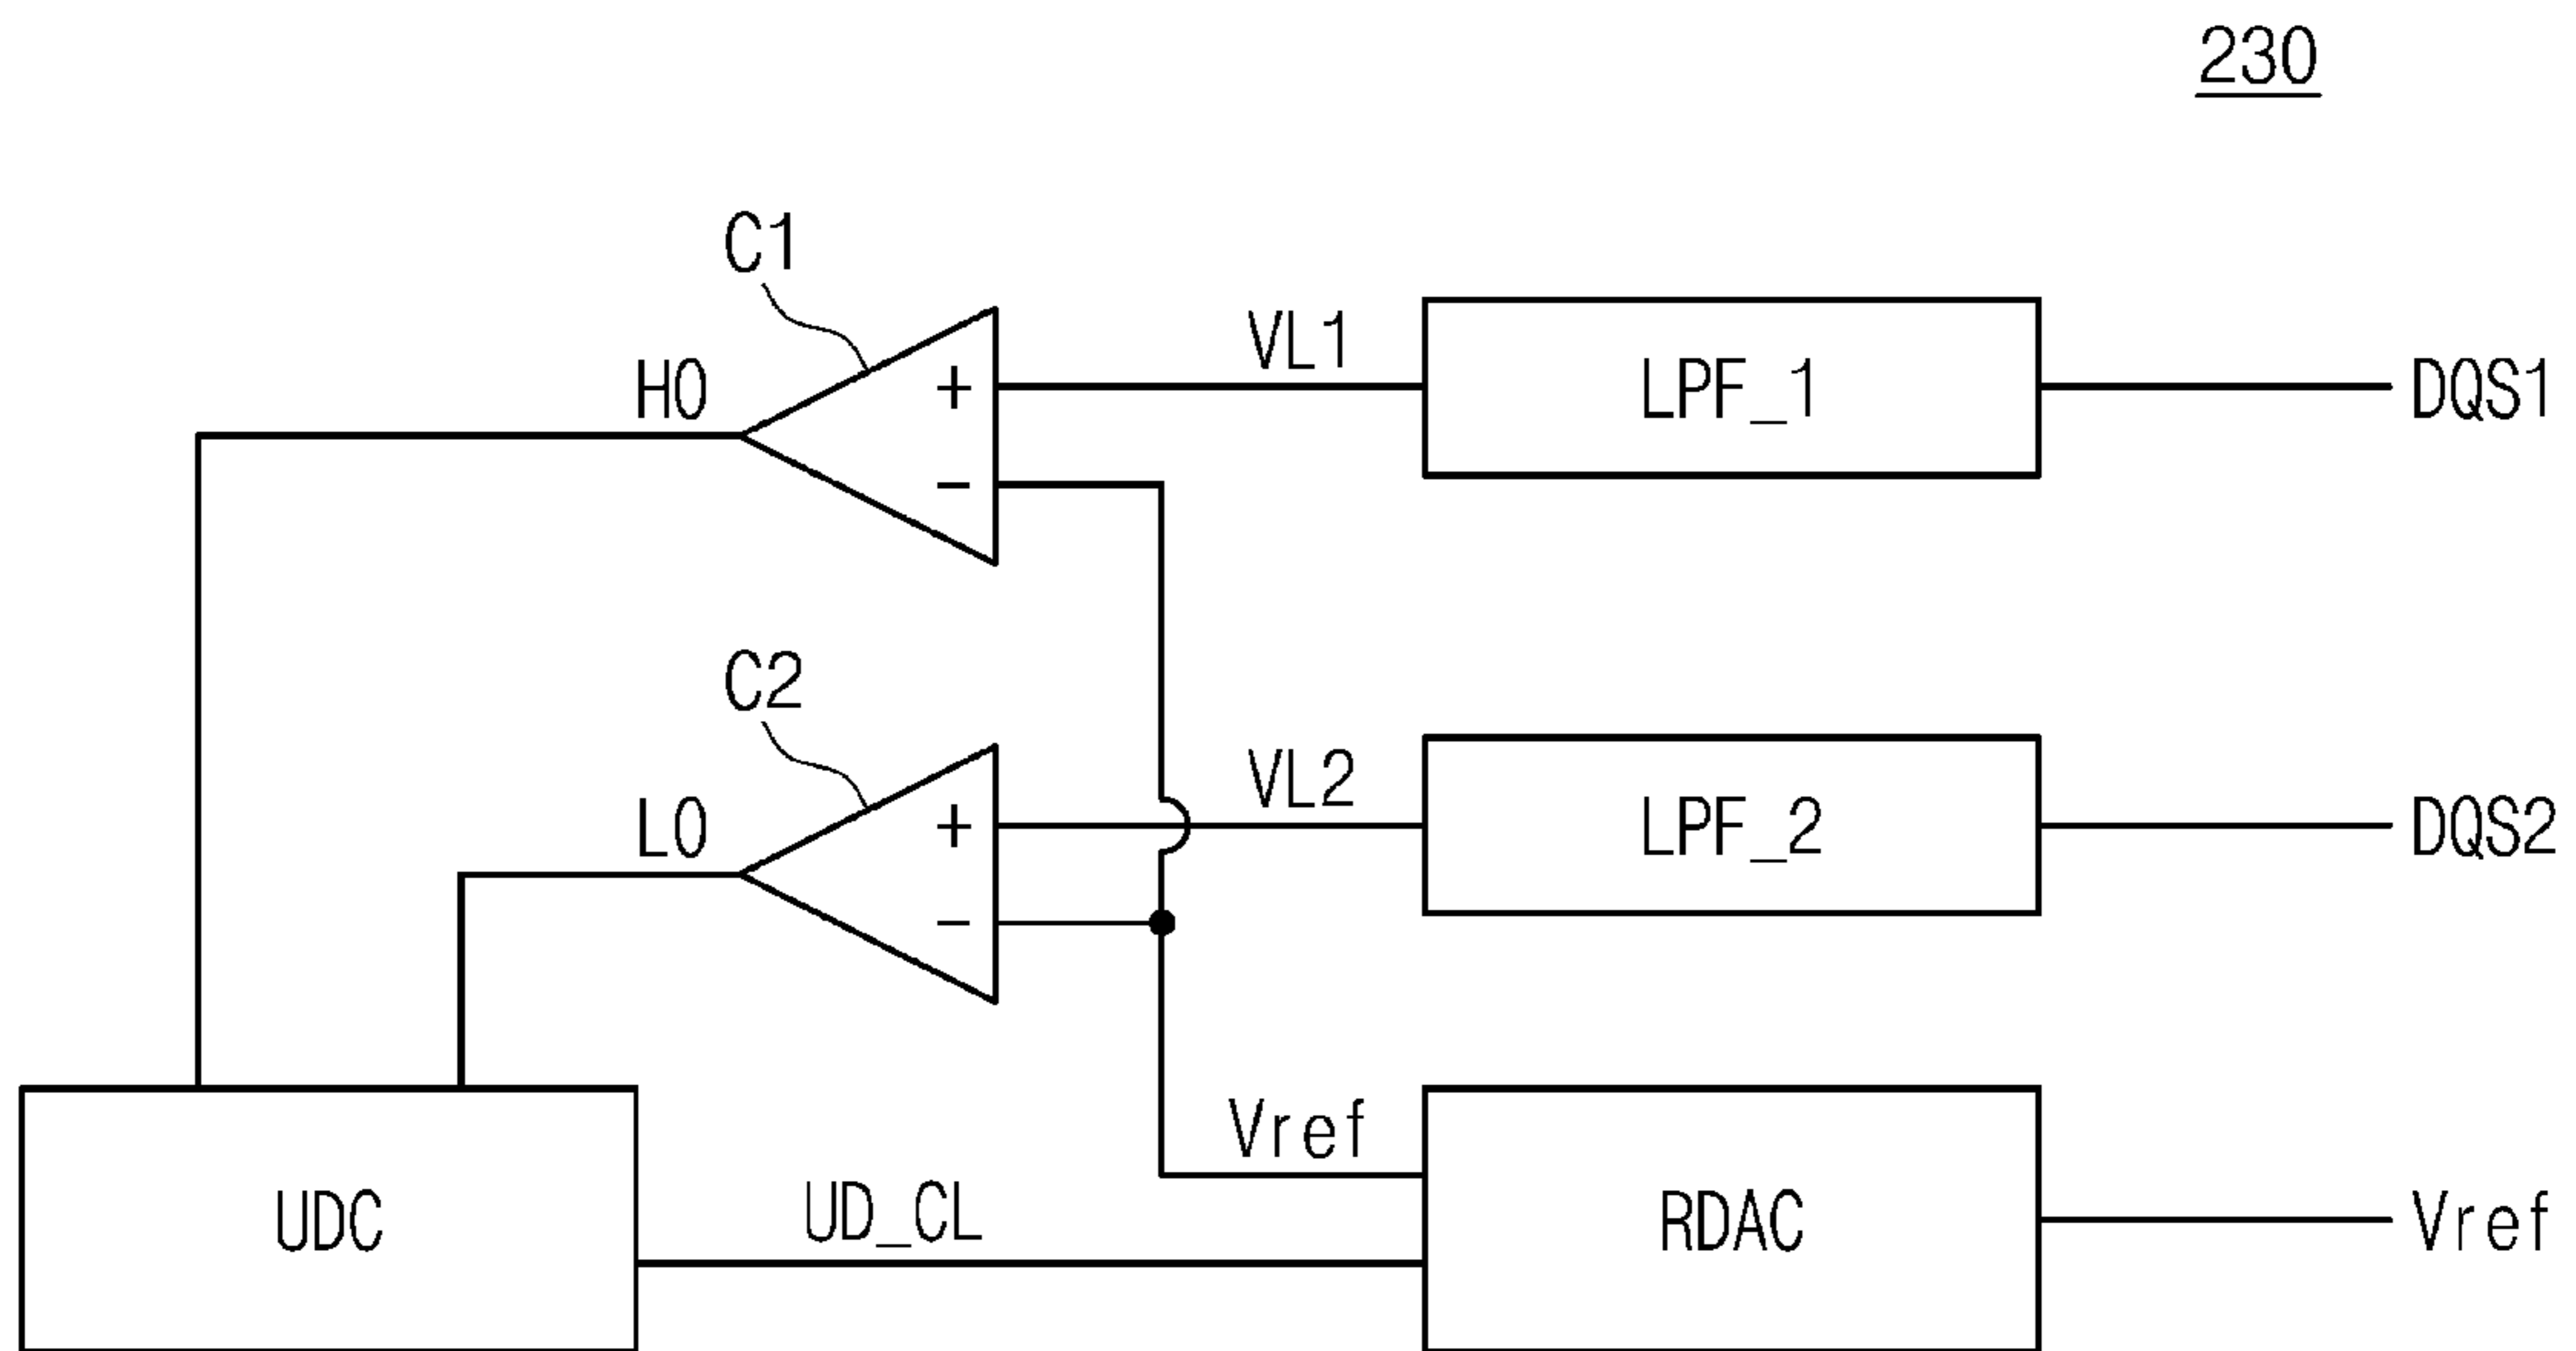 230
C1
H0
+
-
VL1
LPF_1
DQS1
C2
L0
+
-
VL2
LPF_2
DQS2
UDC
UD_CL
Vref
RDAC
Vref